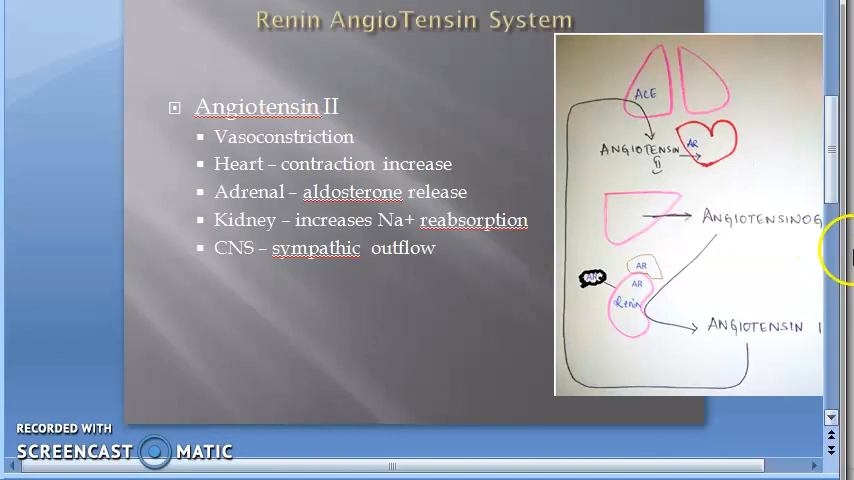 Renin AngioTensin System
Angiotensin II
Vasoconstriction
Heart – contraction increase
Adrenal – aldosterone release
Kidney – increases Na+ reabsorption
CNS – sympathic outflow
ACE
ANGIOTENSIN
II
AR
ANGIOTENSINOG
AR
AR
Renin
ANGIOTENSIN I
RECORDED WITH
SCREENCAST MATIC